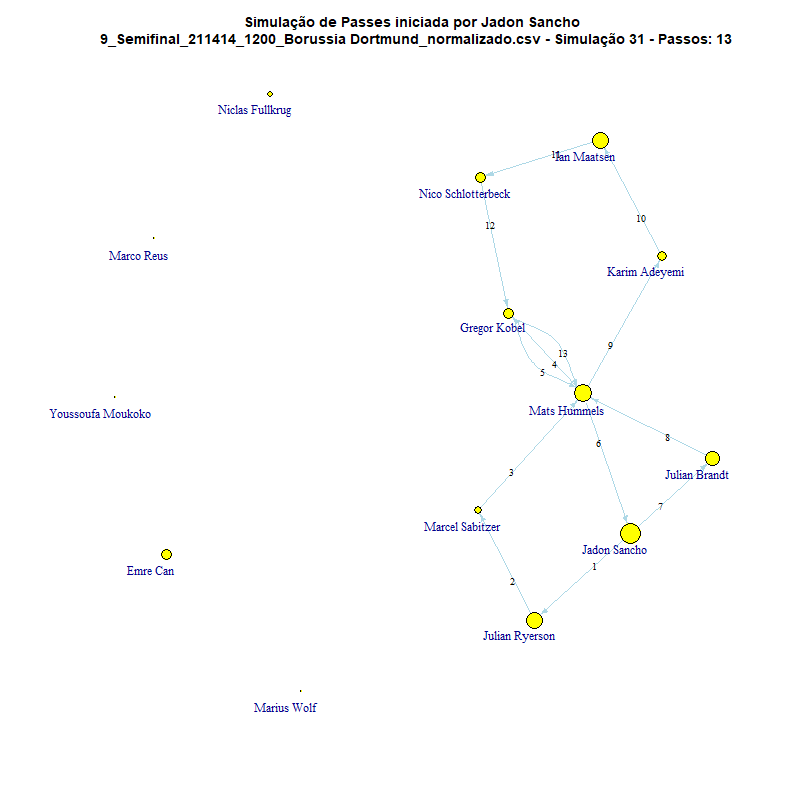 Simulação de Passes iniciada por Jadon Sancho
9_Semifinal_211414_1200_Borussia Dortmund_normalizado.csv - Simulação 31 - Passos: 13
Niclas Fullkrug
11
Ian Maatsen
Nico Schlotterbeck
10
12
Marco Reus
Karim Adeyemi
Gregor Kobel
9
13
4
5
Youssoufa Moukoko
Mats Hummels
8
6
3
Julian Brandt
7
Marcel Sabitzer
Jadon Sancho
1
Emre Can
2
Julian Ryerson
Marius Wolf